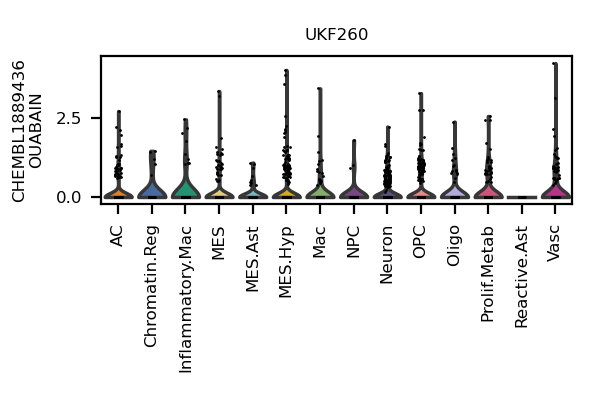 UKF260
CHEMBL1889436
OUABAIN
2.5
0.0
AC
Chromatin.Reg
Inflammatory.Mac
MES
MES.Ast
MES.Hyp
Mac
NPC
Neuron
OPC
Oligo
Prolif.Metab
Reactive.Ast
Vasc